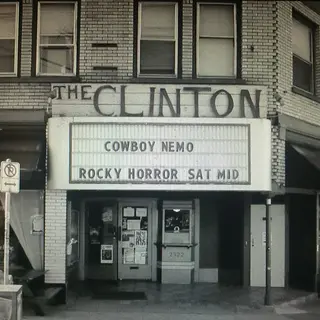 THE CLINTON
COWBOY NEMO
ROCKY HORROR SAT MID